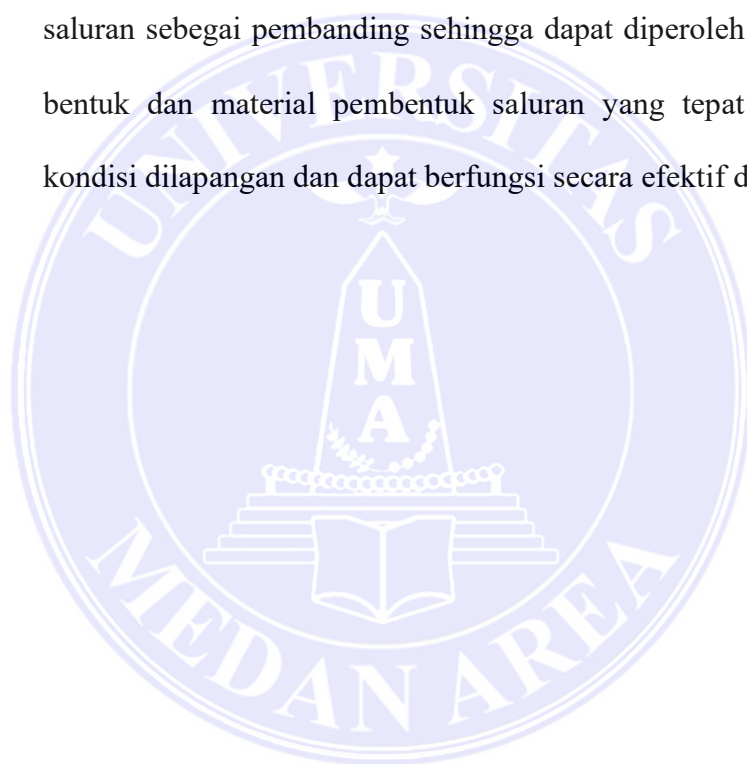 saluran sebegai pembanding sehingga dapat diperoleh
bentuk dan material pembentuk saluran yang tepat
kondisi dilapangan dan dapat berfungsi secara efektif d
UNIVERSITAS
UMA
MEDAN AREA